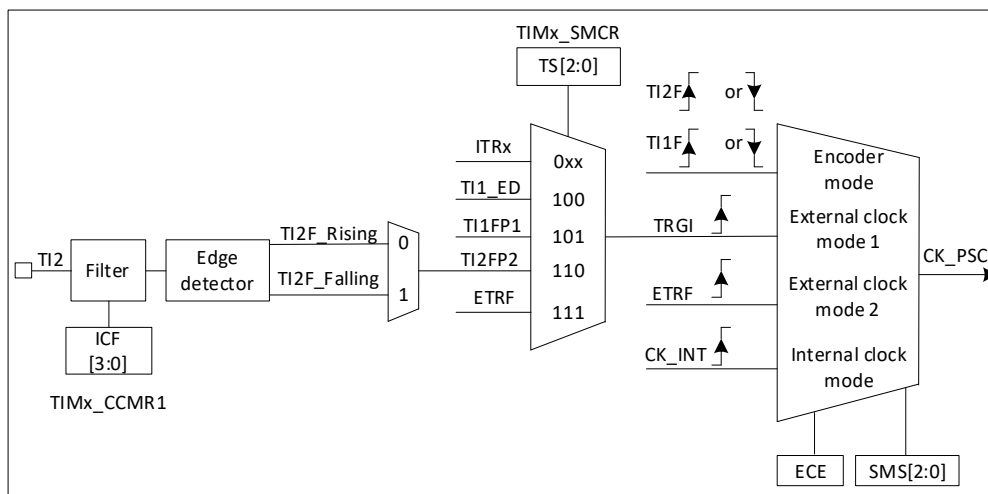 TIMx_SMCR
TS[2:0]
TI2F or
TI1F or
ITRx
0xx
Encoder
mode
TI1_ED
100
TI1FP1
101
TRGI
External clock
mode 1
TI2
Filter
Edge
detector
TI2F_Rising
0
TI2F_Falling
1
TI2FP2
110
ETRF
111
ETRF
External clock
mode 2
CK_PSC
ICF
[3:0]
TIMx_CCMR1
CK_INT
Internal clock
mode
ECE
SMS[2:0]